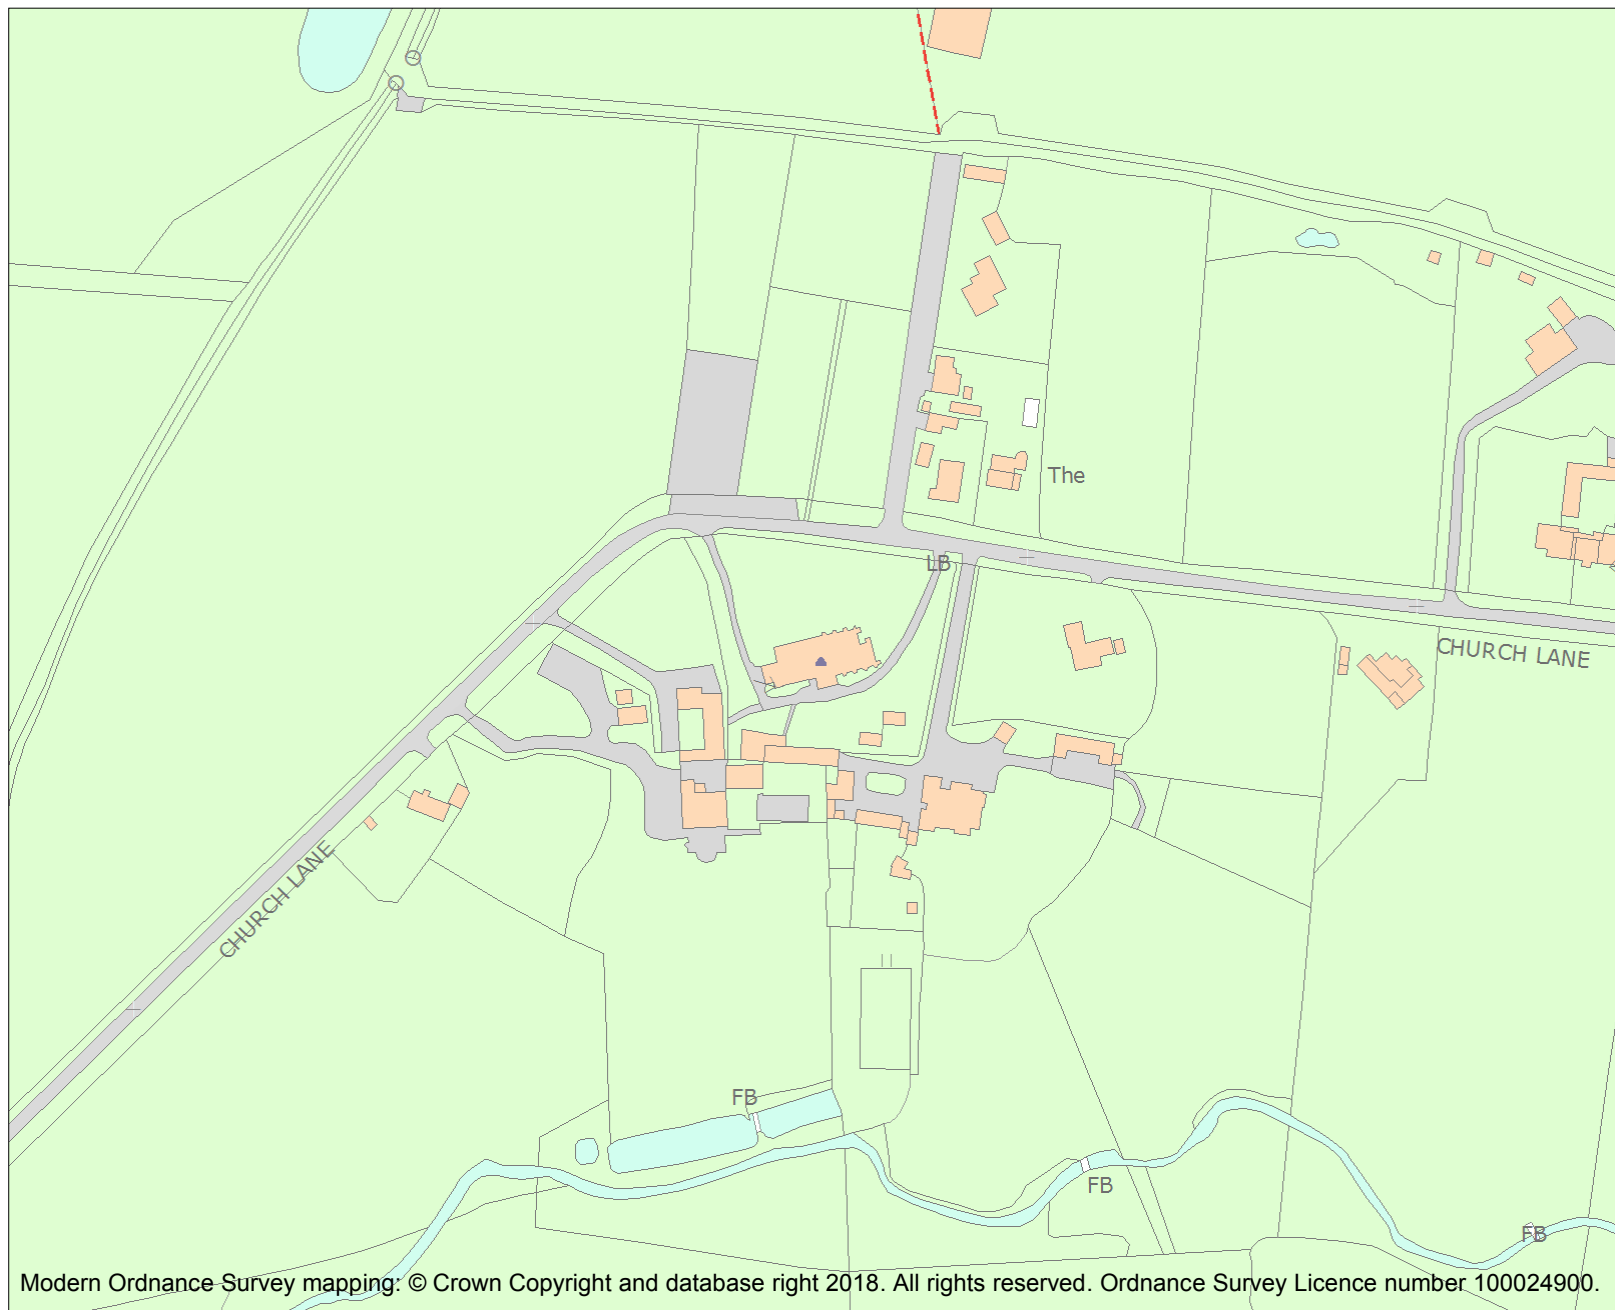 The
LB
CHURCH LANE
CHURCH LANE
FB
FB
FB
Modern Ordnance Survey mapping: © Crown Copyright and database right 2018. All rights reserved. Ordnance Survey Licence number 100024900.